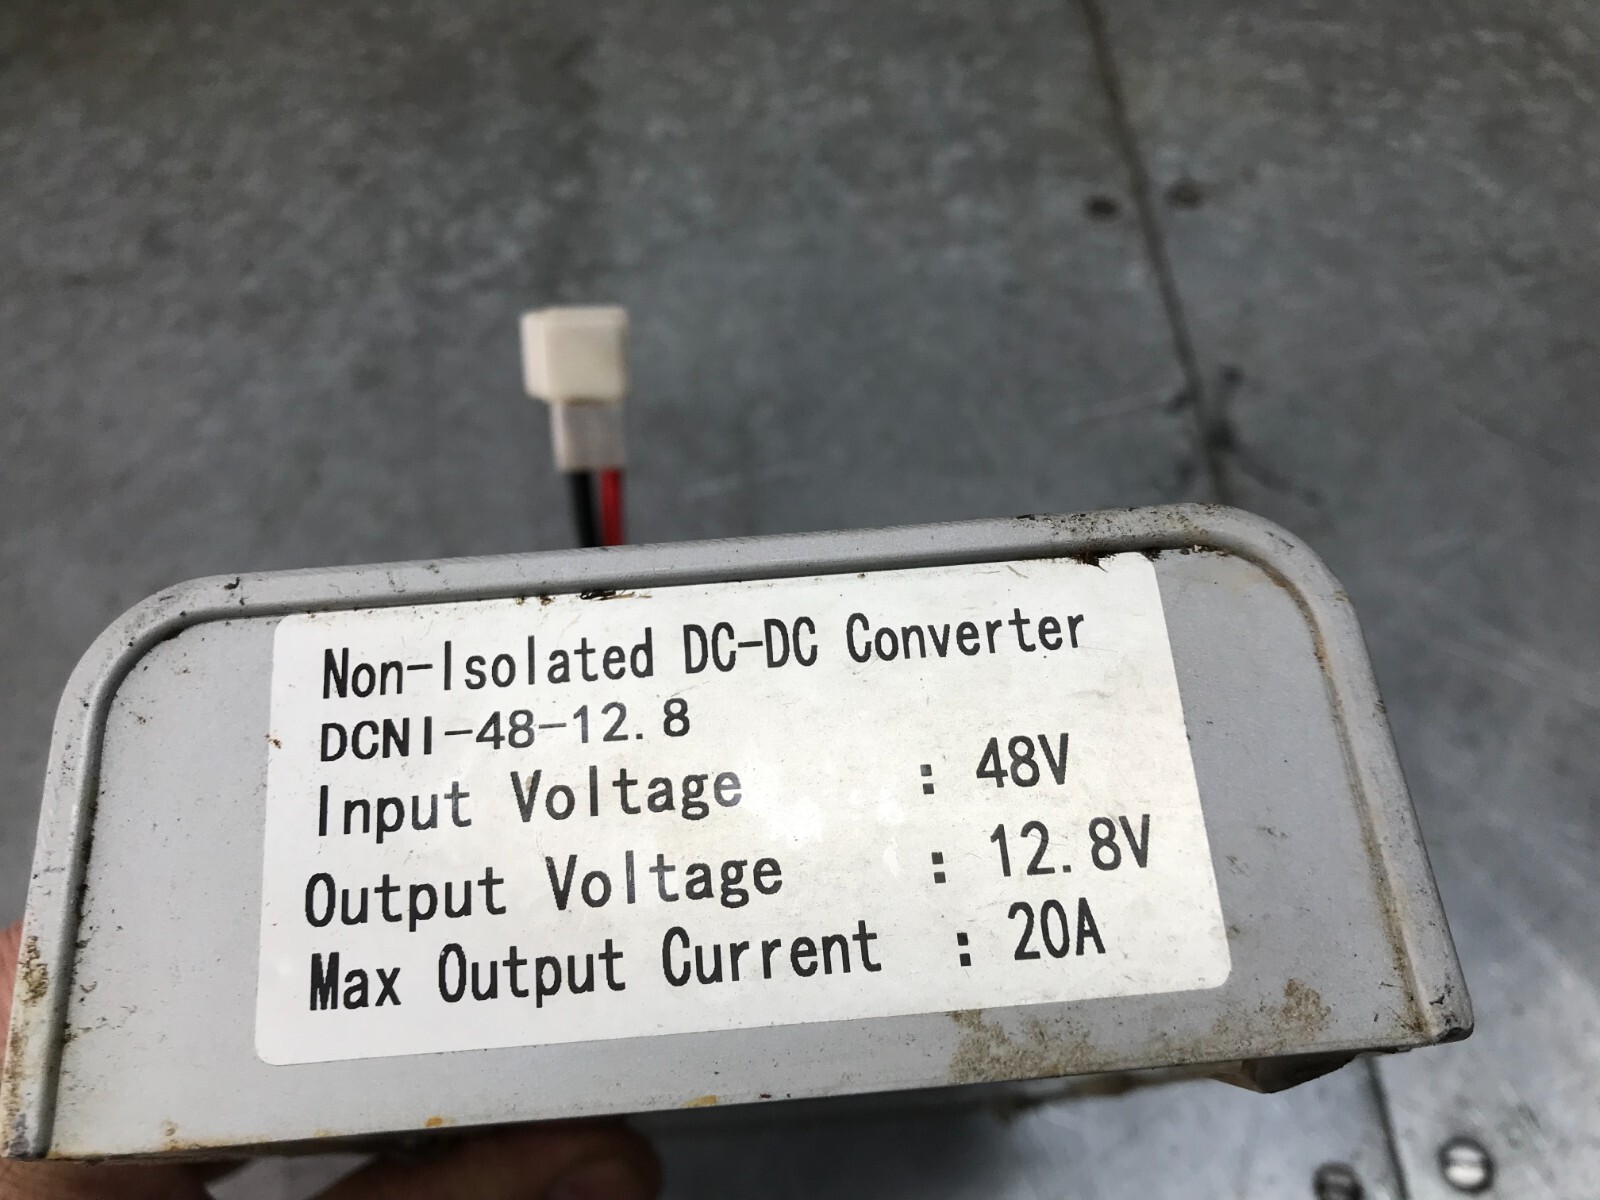 Non-Isolated DC-DC Converter
DCNI-48-12.8
Input Voltage : 48V
Output Voltage : 12.8V
Max Output Current : 20A